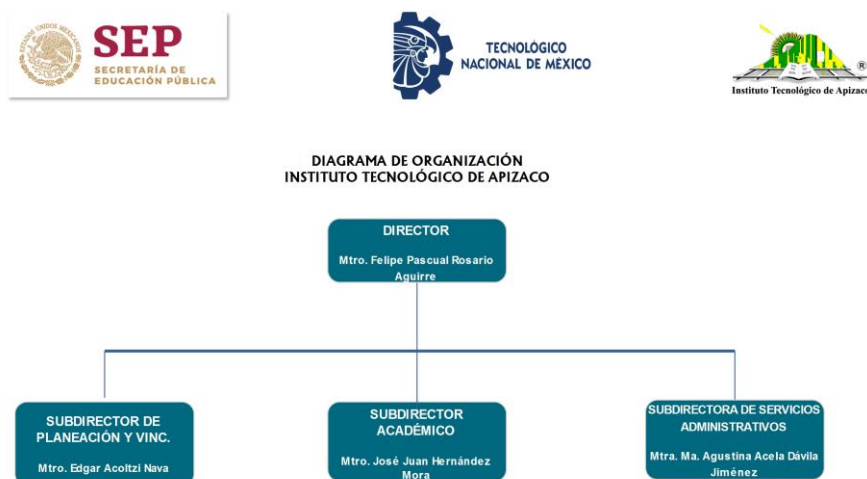 SEP
SECRETARÍA DE
EDUCACIÓN PÚBLICA
TECNOLÓGICO
NACIONAL DE MÉXICO
®
Instituto Tecnológico de Apizaco
DIAGRAMA DE ORGANIZACIÓN
INSTITUTO TECNOLÓGICO DE APIZACO
DIRECTOR
Mtro. Felipe Pascual Rosario
Aguirre
SUBDIRECTOR DE
PLANEACIÓN Y VINC.
Mtro. Edgar Acoltzi Nava
SUBDIRECTOR
ACADÉMICO
Mtro. José Juan Hernández
Mora
SUBDIRECTORA DE SERVICIOS
ADMINISTRATIVOS
Mtra. Ma. Agustina Acela Dávila
Jiménez